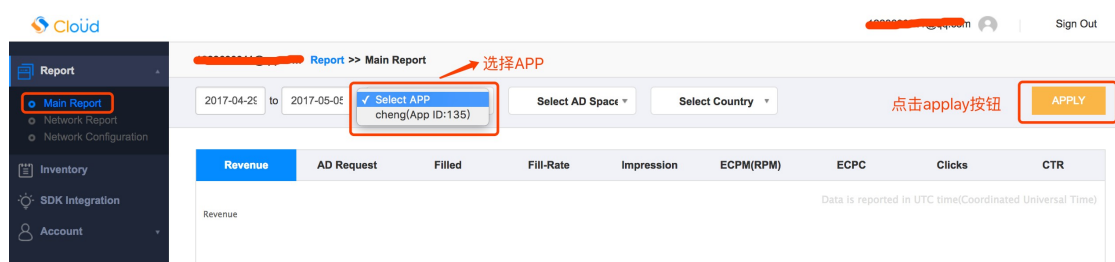 Cloüd
Sign Out
Report
Report >> Main Report
选择APP
Main Report
Network Report
Network Configuration
2017-04-29 to 2017-05-05
✓ Select APP
cheng(App ID:135)
Select AD Space
Select Country
点击applay按钮
APPLY
Inventory
SDK Integration
Account
Revenue AD Request Filled Fill-Rate Impression ECPM(RPM) ECPC Clicks CTR
Data is reported in UTC time(Coordinated Universal Time)
Revenue